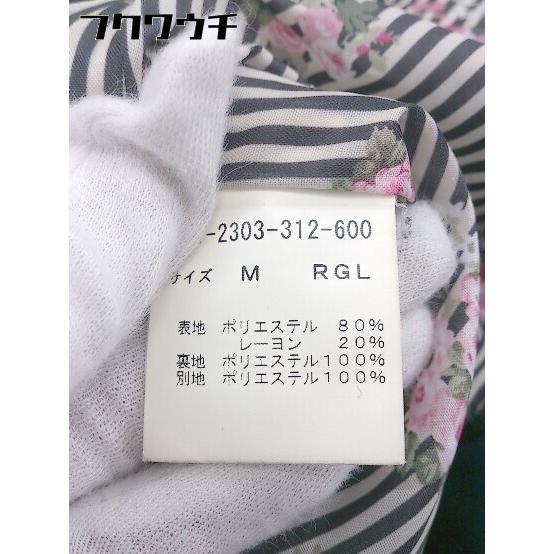 フクワウチ
-2303-312-600
サイズ M RGL
表地 ポリエステル 80%
レーヨン 20%
裏地 ポリエステル100%
別地 ポリエステル100%